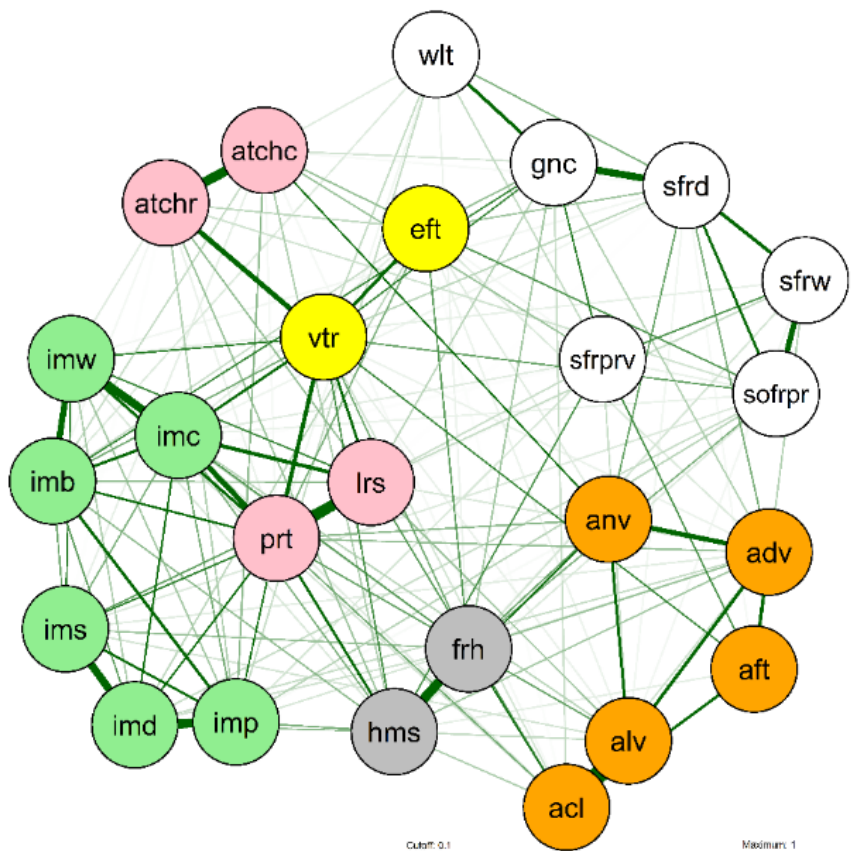 wlt
atchc
gnc
sfrd
atchr
eft
sfrw
vtr
sfrprv
imw
sofrpr
imc
imb
lrs
anv
prt
adv
ims
frh
aft
imd
imp
hms
alv
acl
Cutoff: 0.1
Maximum: 1